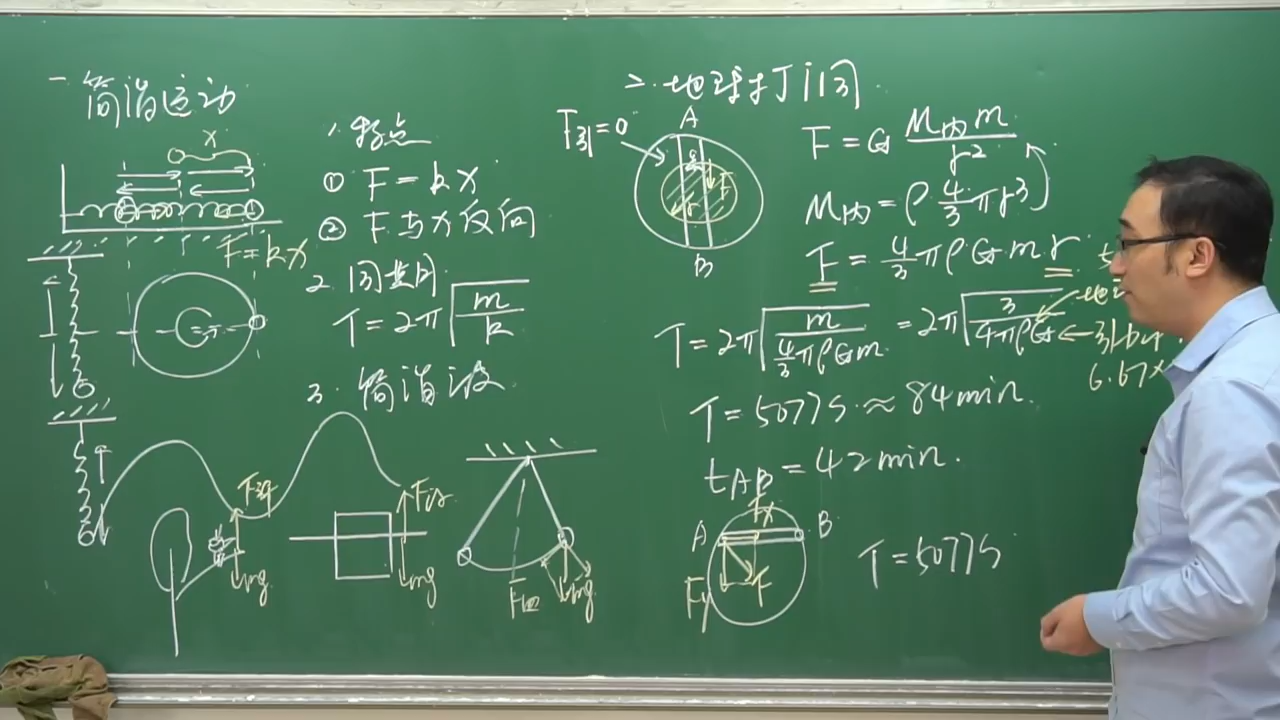 一 简谐运动
x
F=kx
1. 特点
① F=kx
② F与x反向
2. 周期
T=2π√(m/k)
3. 简谐波
F弹
mg
F浮
mg
F回
mg
二. 地球打洞
F引=0
A
F
r
B
F=G M内m/r²
M内=ρ 4/3 πr³
F=4/3 πρGmr
T=2π√(m/(4/3 πρGm))=2π√(3/(4πρG))
6.67×
T=5077s≈84min.
tAB=42min.
Fx
A
B
Fy
F
T=5077s